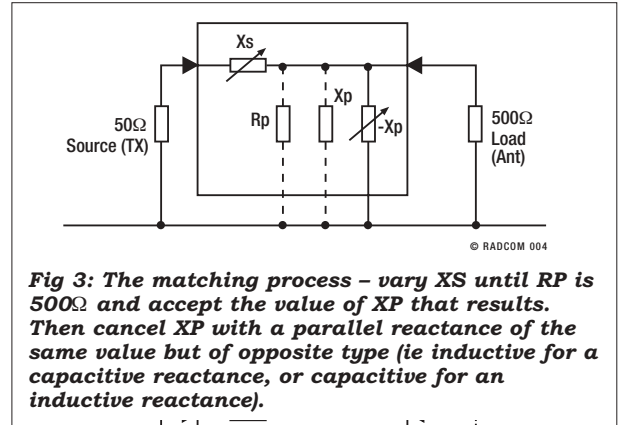 Xs
Xp
Rp
-Xp
50Ω
Source (TX)
500Ω
Load
(Ant)
© RADCOM 004
Fig 3: The matching process – vary XS until RP is
500Ω and accept the value of XP that results.
Then cancel XP with a parallel reactance of the
same value but of opposite type (ie inductive for a
capacitive reactance, or capacitive for an
inductive reactance).